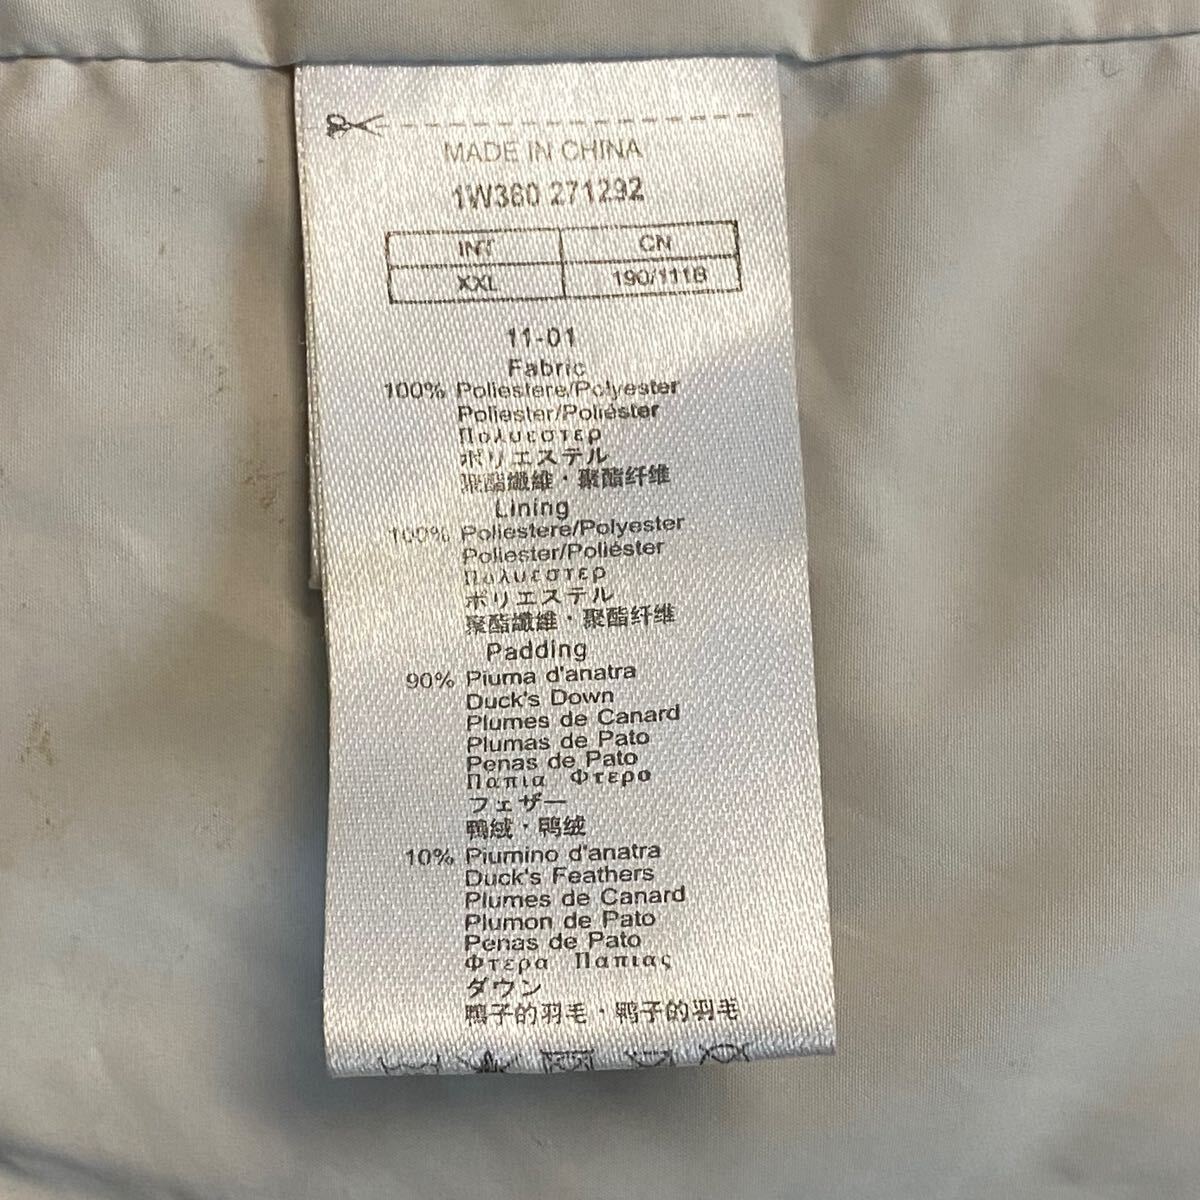 MADE IN CHINA
1W360 271292
INT CN
XXL 190/111B
11-01
Fabric
100% Poliestere/Polyester
Poliester/Poliéster
Πολυεστερ
ポリエステル
聚酯纖維・聚酯纤维
Lining
100% Poliestere/Polyester
Poliester/Poliéster
Πολυεστερ
ポリエステル
聚酯纖維・聚酯纤维
Padding
90% Piuma d'anatra
Duck's Down
Plumes de Canard
Plumas de Pato
Penas de Pato
Παπια Φτερο
フェザー
鴨絨・鸭绒
10% Piumino d'anatra
Duck's Feathers
Plumes de Canard
Plumon de Pato
Penas de Pato
Φτερα Παπιας
ダウン
鴨子的羽毛・鸭子的羽毛